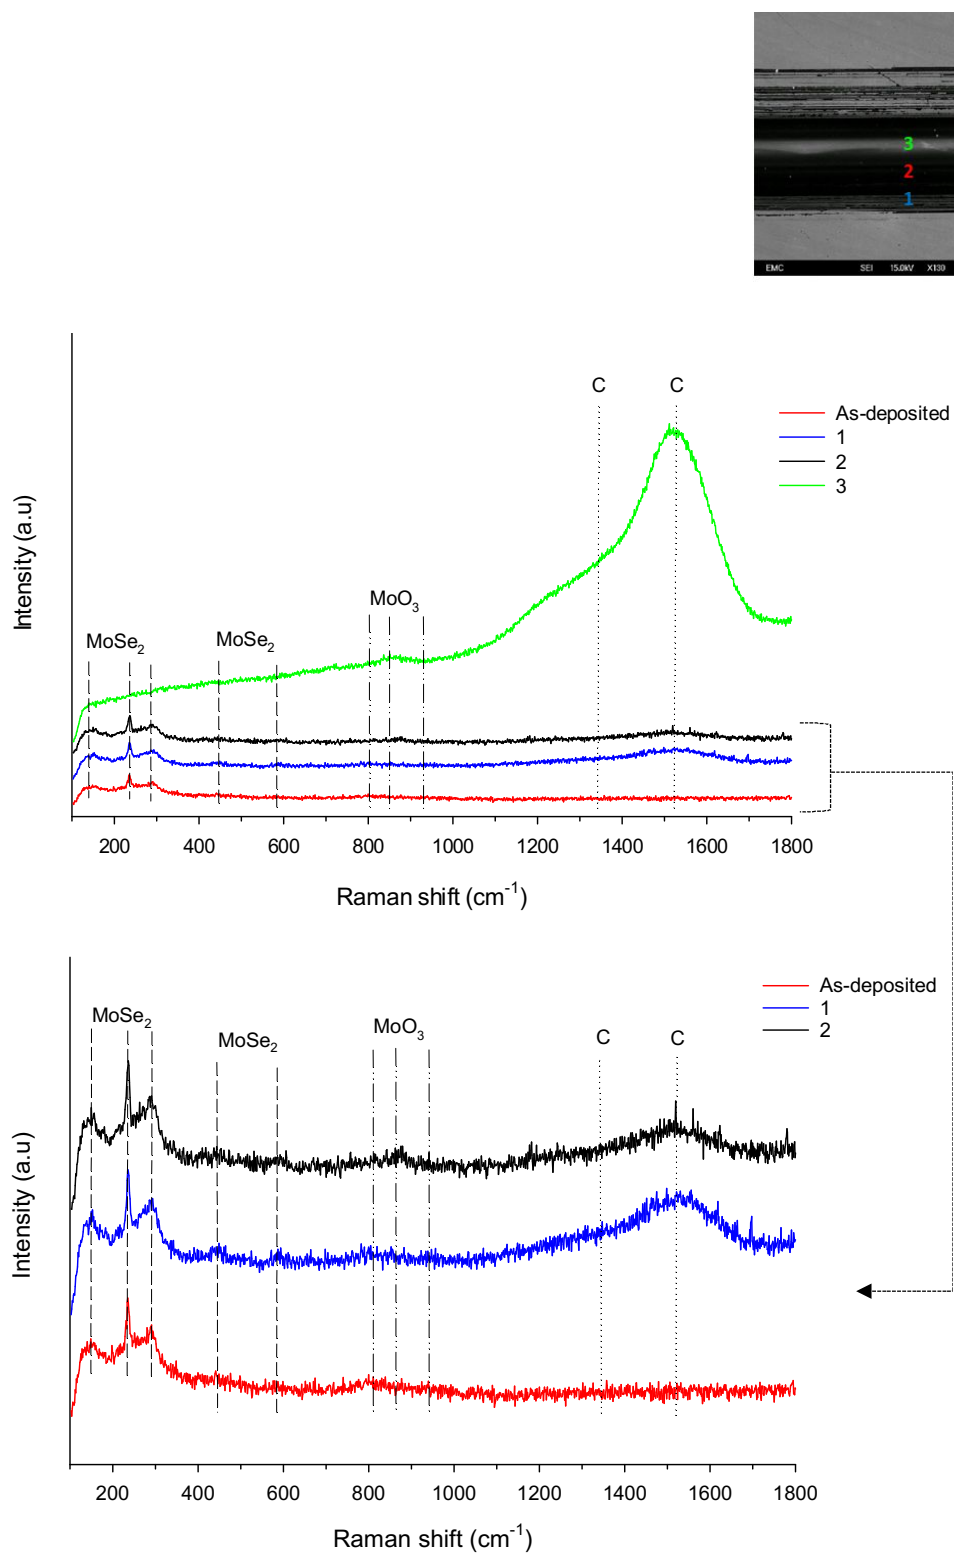 3
2
1
EMC SEI 15.0kV X130
C C
As-deposited
1
2
3
MoO₃
MoSe₂ MoSe₂
Intensity (a.u)
200 400 600 800 1000 1200 1400 1600 1800
Raman shift (cm⁻¹)
As-deposited
1
2
MoSe₂ MoSe₂ MoO₃ C C
Intensity (a.u)
200 400 600 800 1000 1200 1400 1600 1800
Raman shift (cm⁻¹)